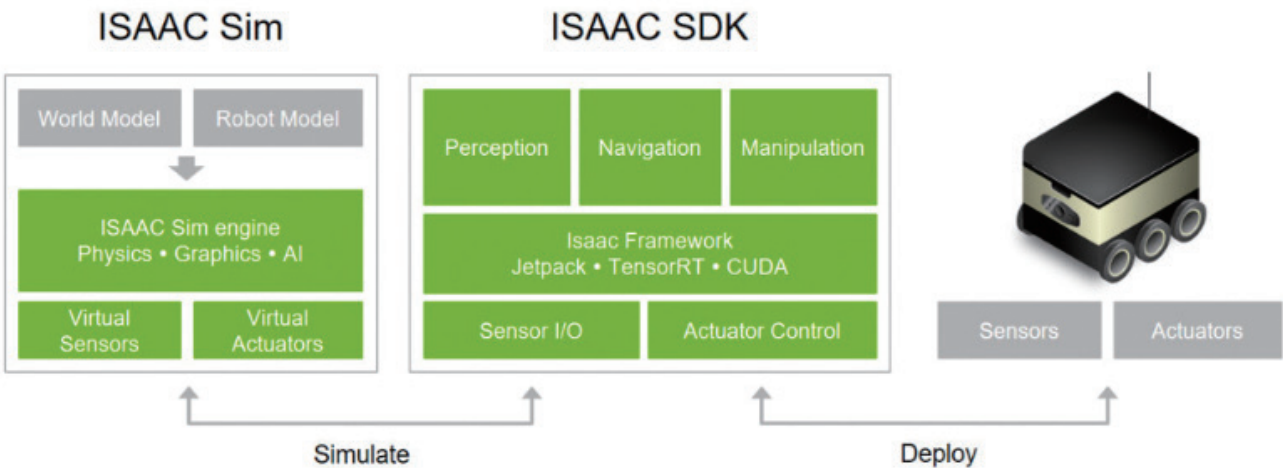 ISAAC Sim
ISAAC SDK
World Model
Robot Model
ISAAC Sim engine
Physics • Graphics • AI
Virtual
Sensors
Virtual
Actuators
Perception
Navigation
Manipulation
Isaac Framework
Jetpack • TensorRT • CUDA
Sensor I/O
Actuator Control
Sensors
Actuators
Simulate
Deploy